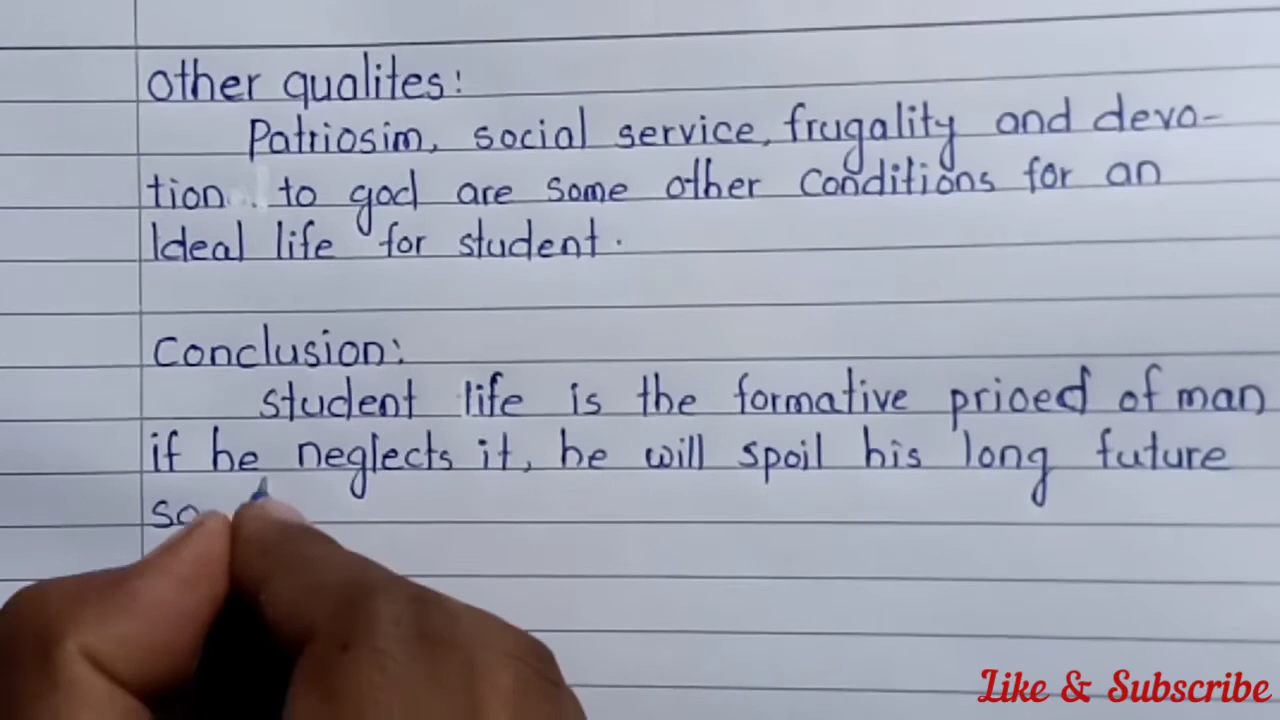 other qualites:
Patriosim, social service, frugality and devo-
tion to god are some other conditions for an
Ideal life for student.
Conclusion:
student life is the formative prioed of man
if he neglects it, he will spoil his long future
so
Like & Subscribe